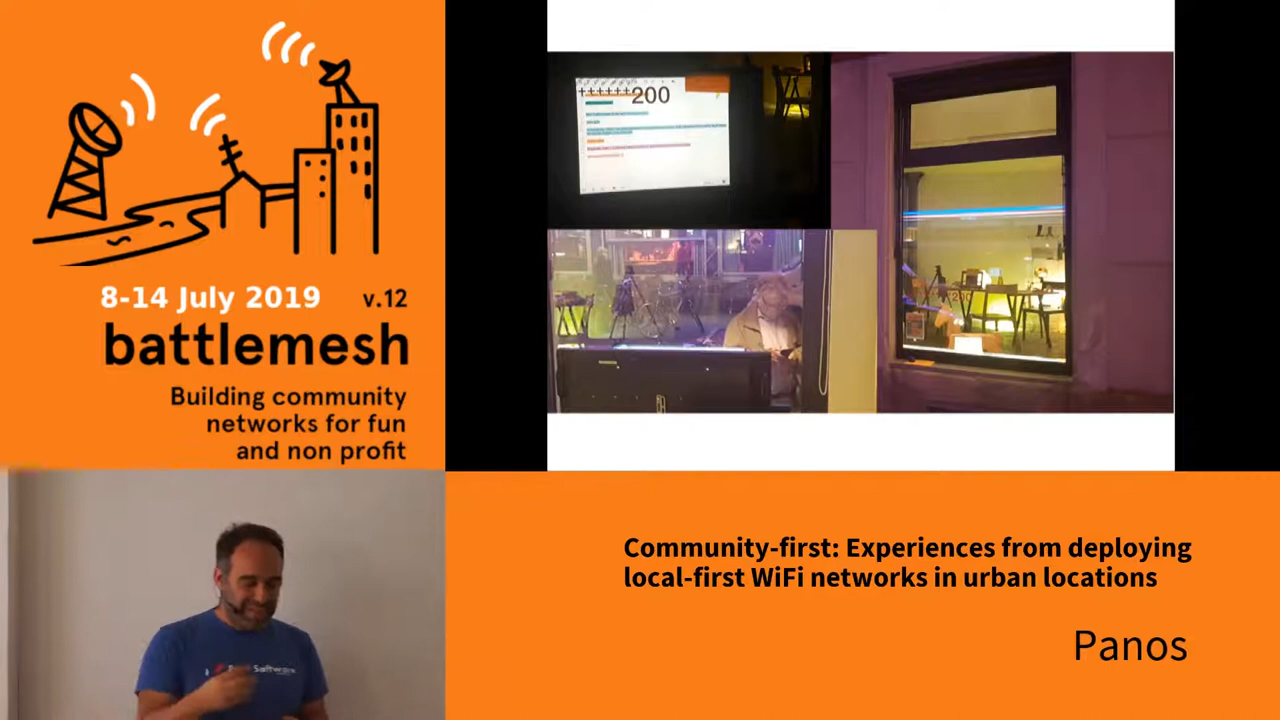 8-14 July 2019 v.12
battlemesh
Building community
networks for fun
and non profit
++++++200
Community-first: Experiences from deploying
local-first WiFi networks in urban locations
Panos